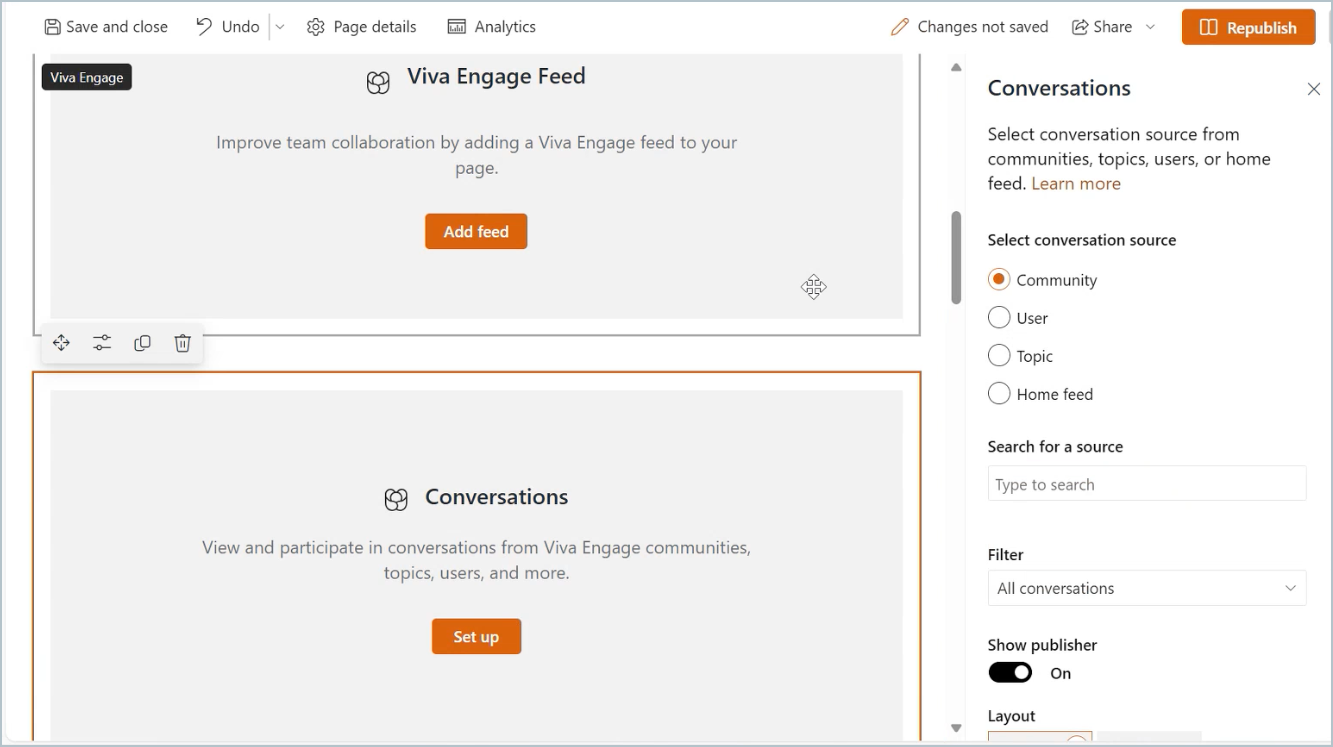 Save and close
Undo
Page details
Analytics
Changes not saved
Share
Republish
Viva Engage
Viva Engage Feed
Improve team collaboration by adding a Viva Engage feed to your
page.
Add feed
Conversations
View and participate in conversations from Viva Engage communities,
topics, users, and more.
Set up
Conversations
Select conversation source from
communities, topics, users, or home
feed. Learn more
Select conversation source
Community
User
Topic
Home feed
Search for a source
Type to search
Filter
All conversations
Show publisher
On
Layout